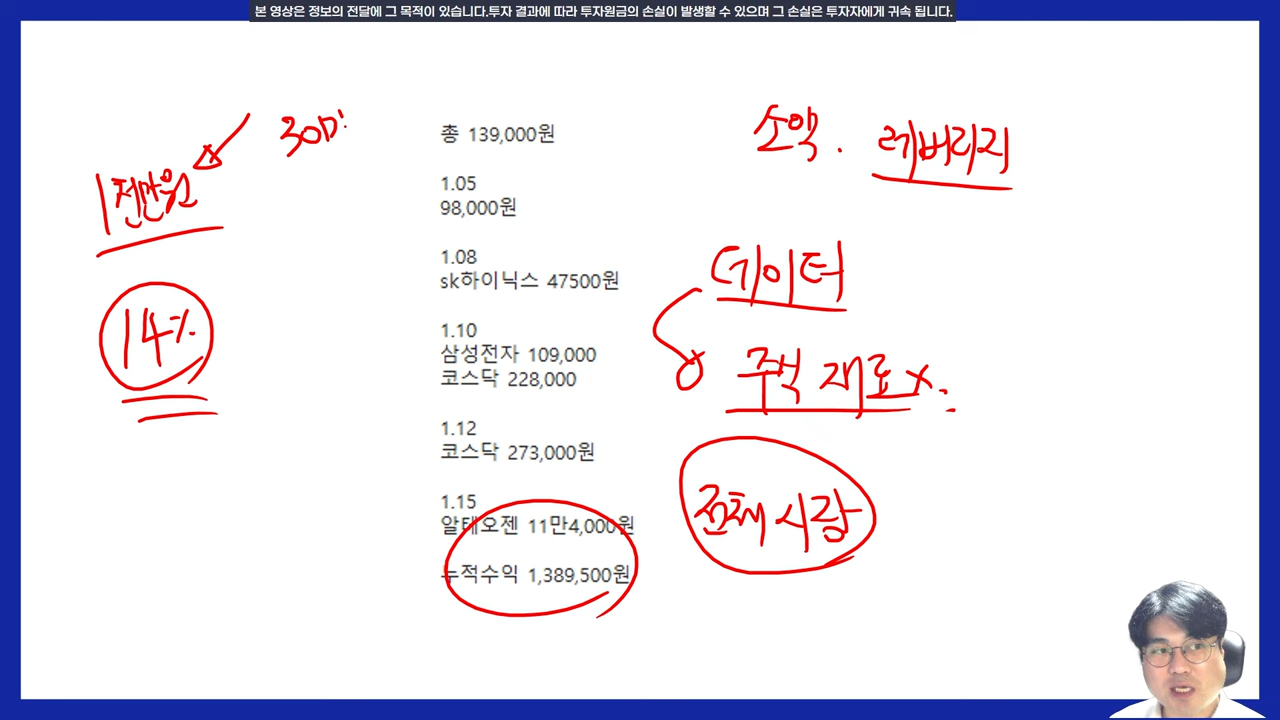 본 영상은 정보의 전달에 그 목적이 있습니다.투자 결과에 따라 투자원금의 손실이 발생할 수 있으며 그 손실은 투자자에게 귀속 됩니다.
총 139,000원
1.05
98,000원
1.08
sk하이닉스 47500원
1.10
삼성전자 109,000
코스닥 228,000
1.12
코스닥 273,000원
1.15
알테오젠 11만4,000원
누적수익 1,389,500원
1천만원
14%
소액. 레버리지
데이터
주식 재료 x
전체 시장